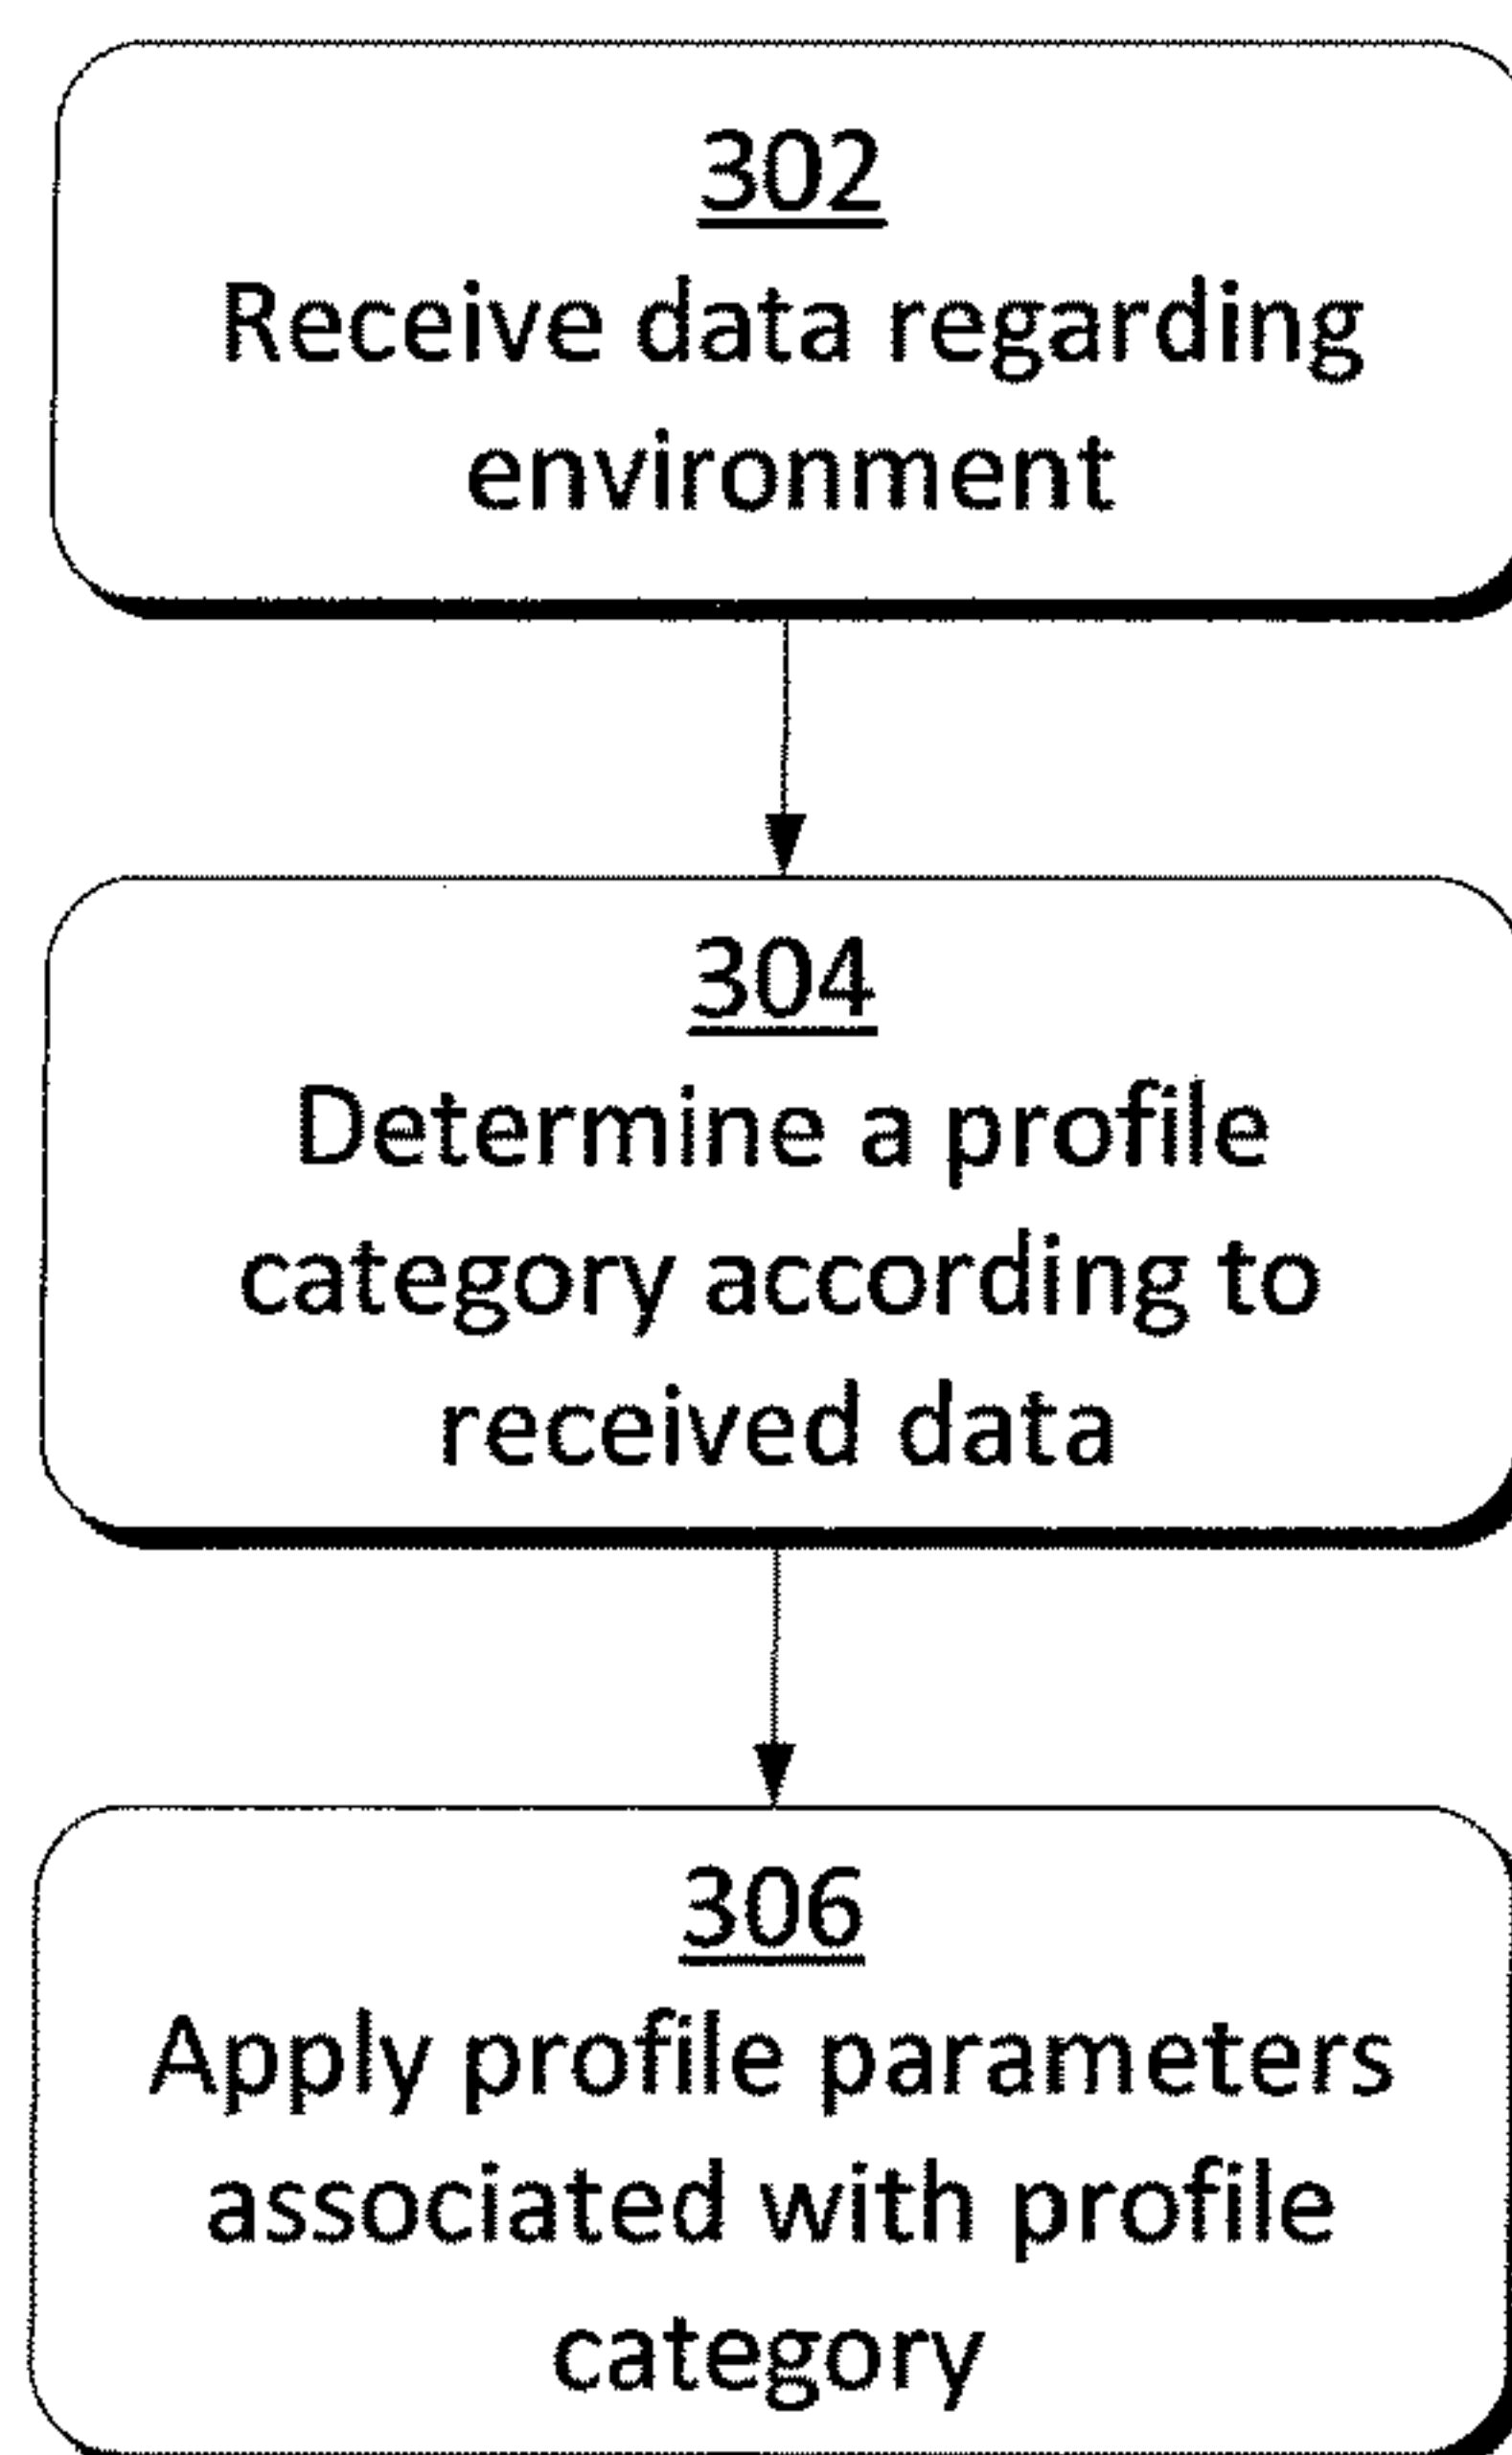 302
Receive data regarding
environment
304
Determine a profile
category according to
received data
306
Apply profile parameters
associated with profile
category